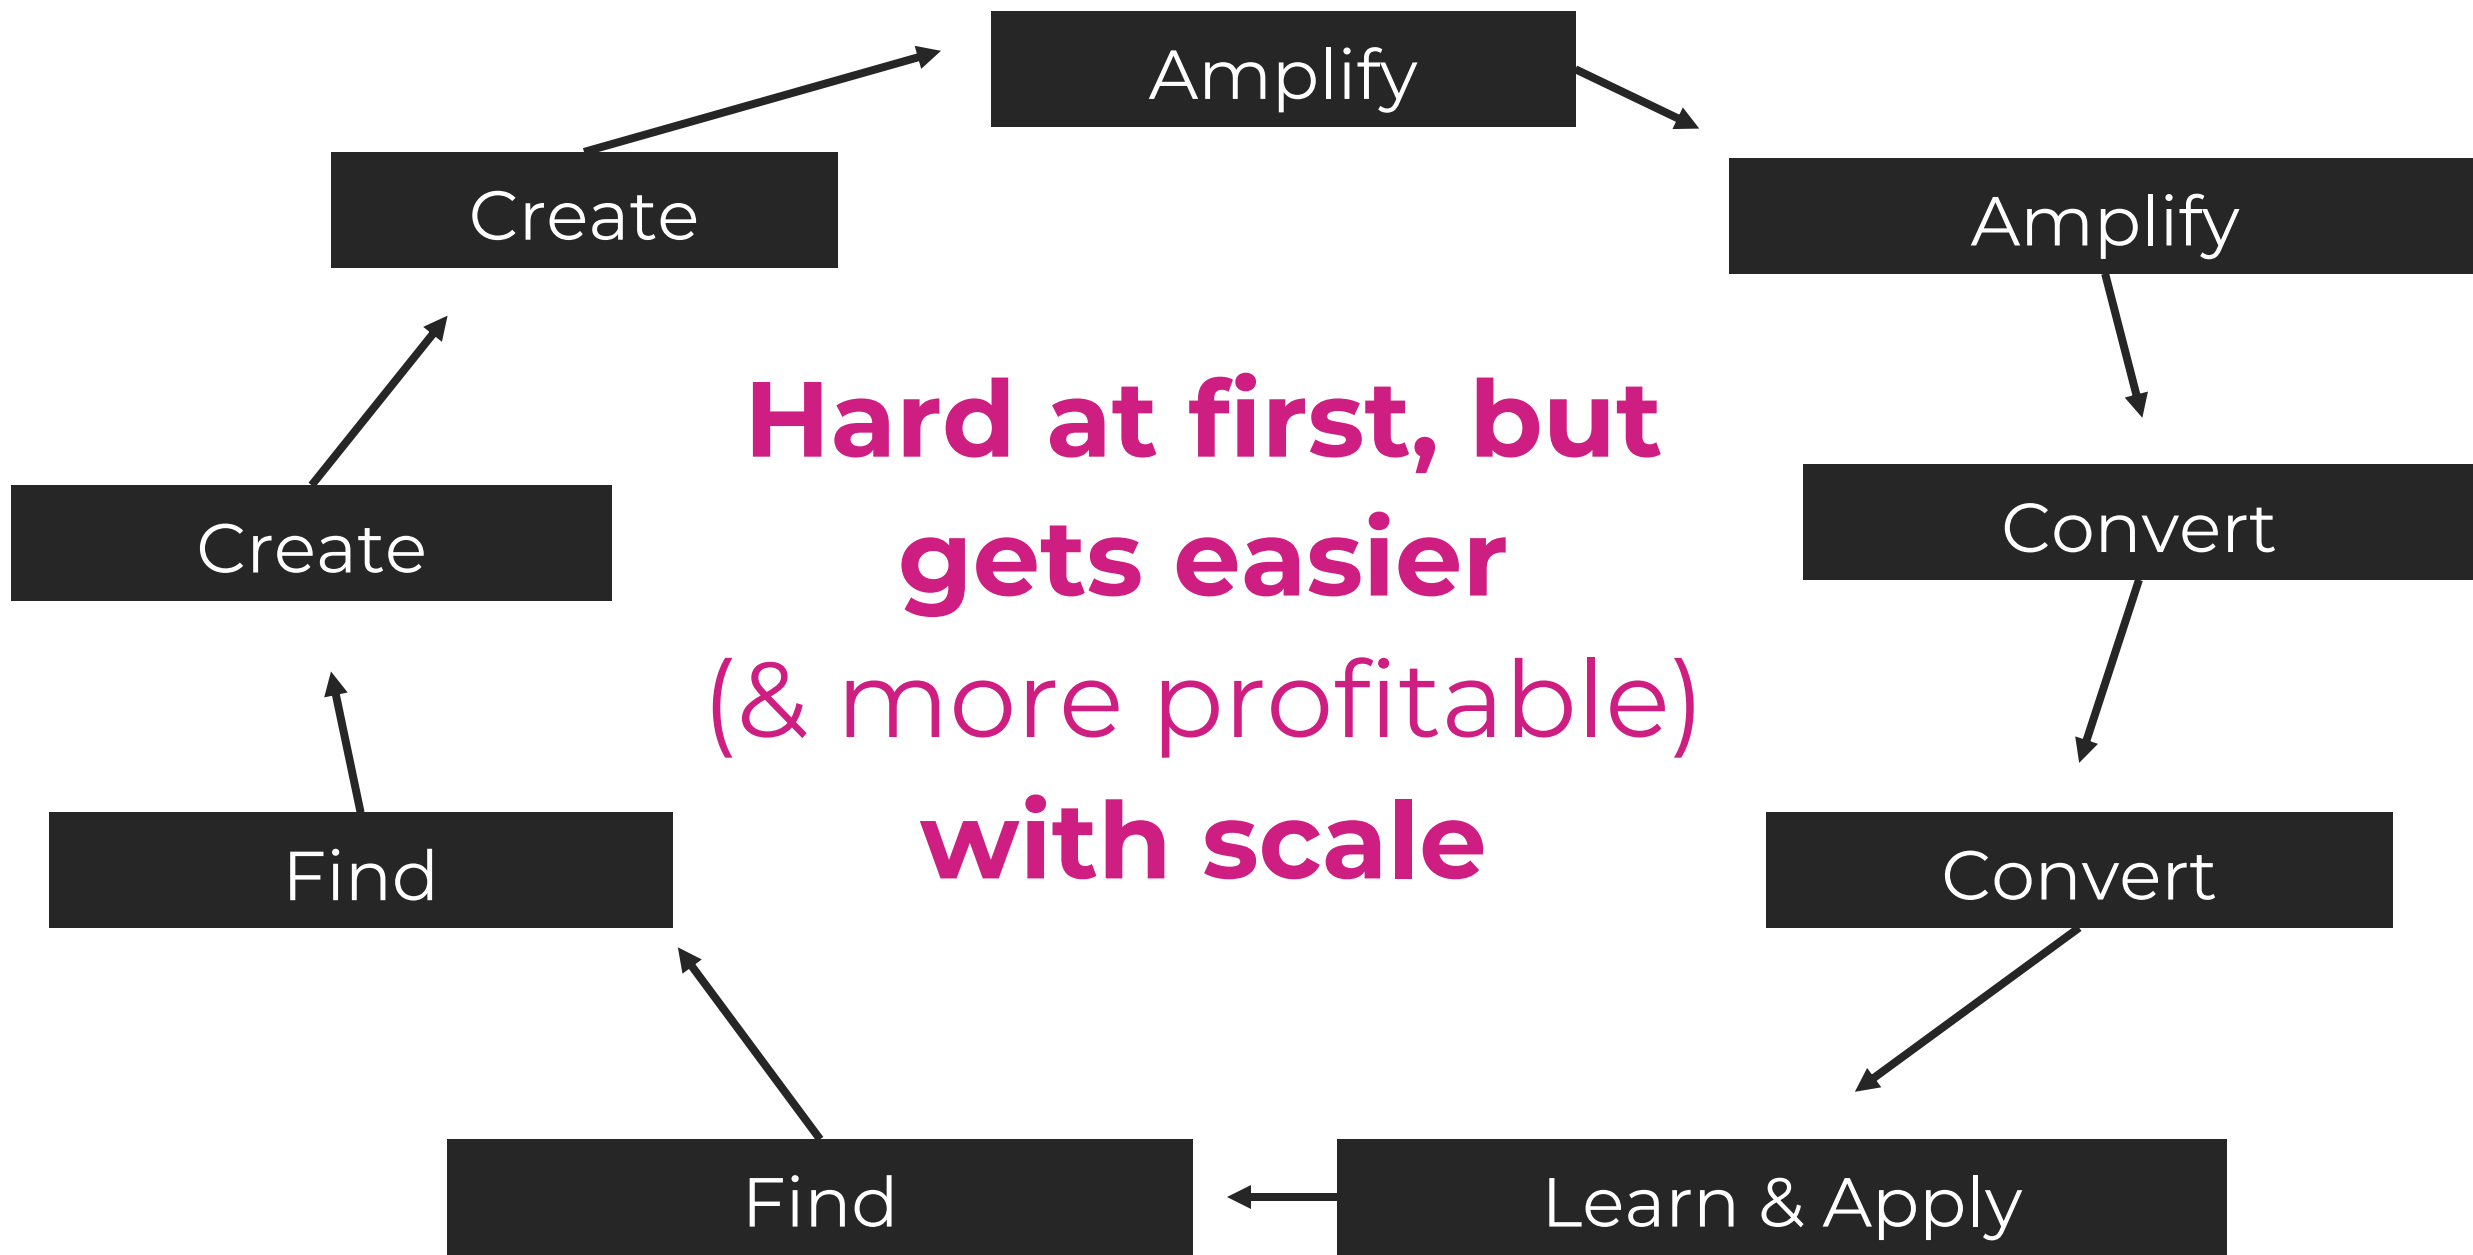 Amplify
Create
Amplify
Hard at first, but
gets easier
(& more profitable)
with scale
Create
Convert
Find
Convert
Find
Learn & Apply